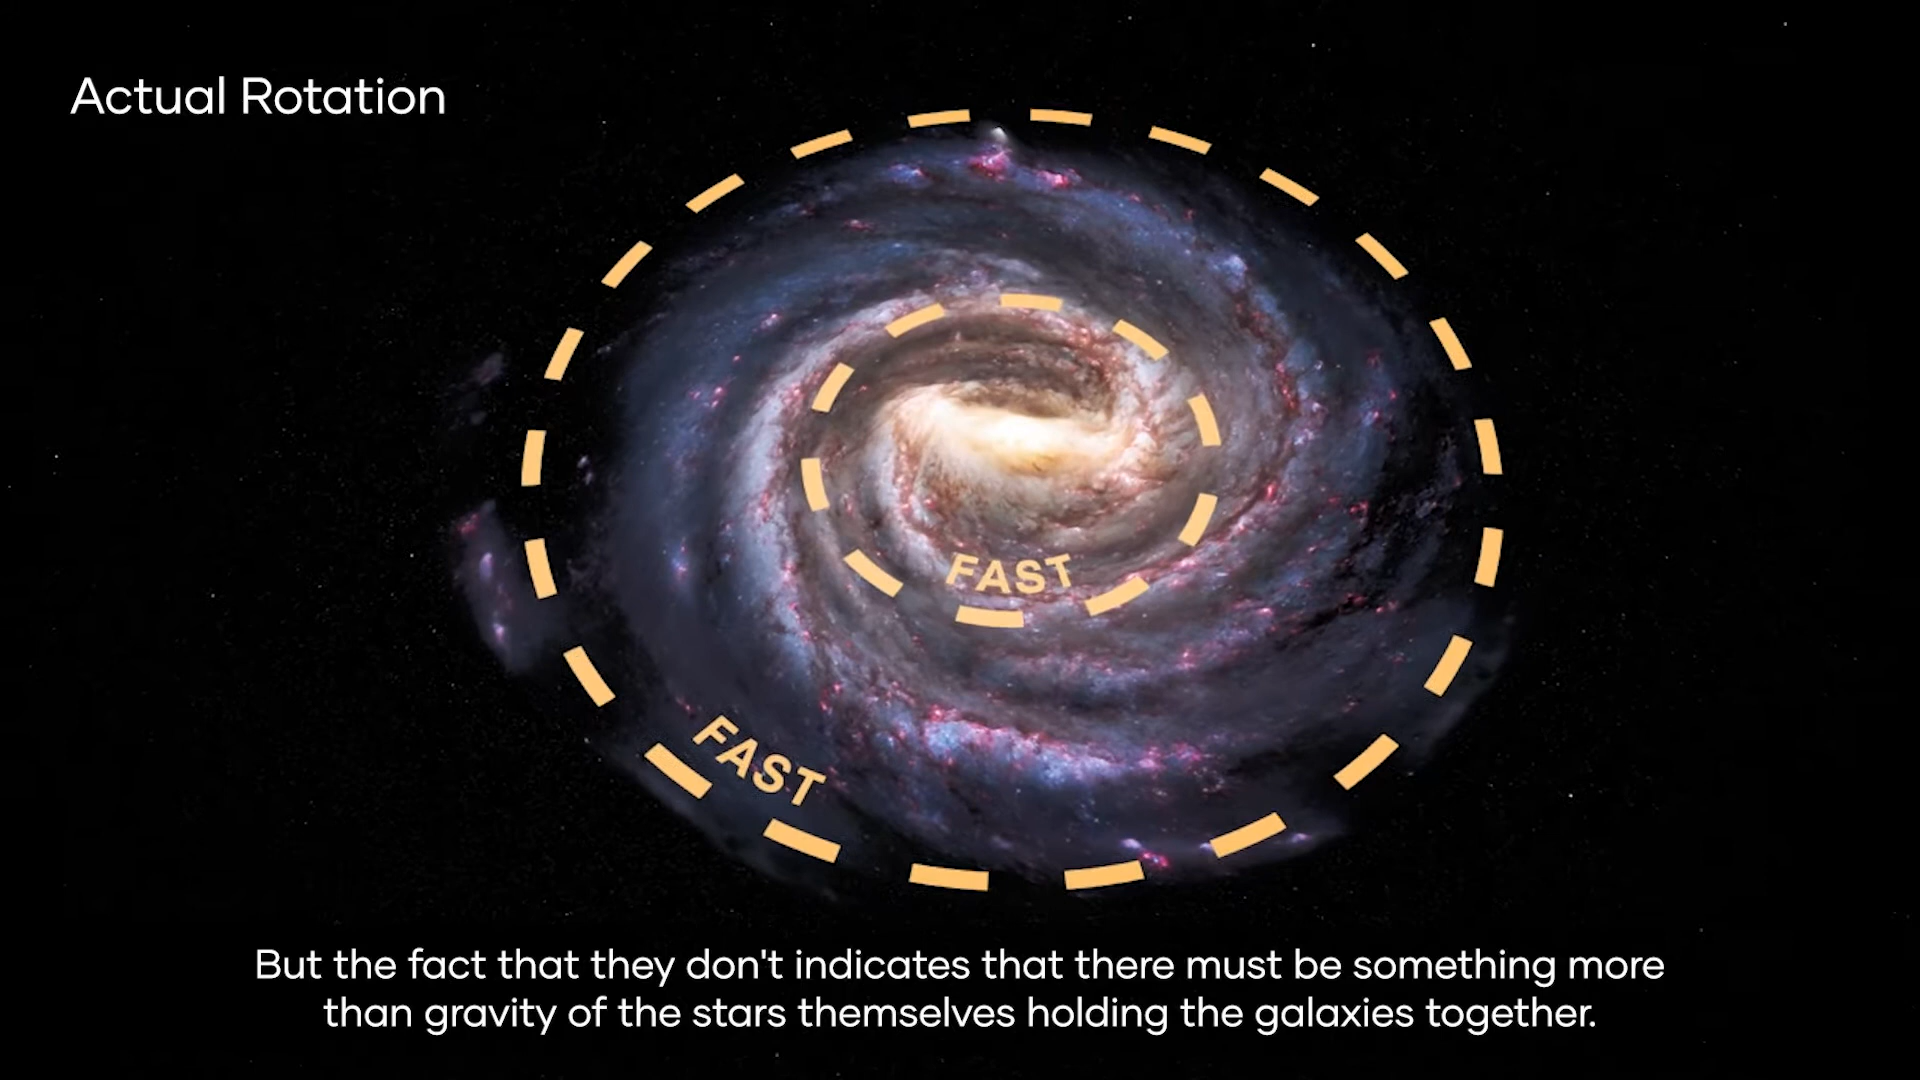 Actual Rotation
FAST
FAST
But the fact that they don't indicates that there must be something more
than gravity of the stars themselves holding the galaxies together.